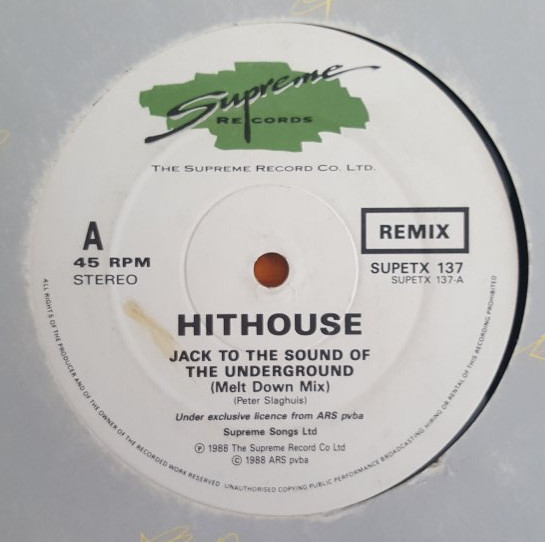 Supreme
RECORDS
THE SUPREME RECORD CO. LTD.
A
45 RPM
STEREO
REMIX
SUPETX 137
SUPETX 137-A
HITHOUSE
JACK TO THE SOUND OF
THE UNDERGROUND
(Melt Down Mix)
(Peter Slaghuis)
Under exclusive licence from ARS pvba
Supreme Songs Ltd
℗ 1988 The Supreme Record Co Ltd
© 1988 ARS pvba
ALL RIGHTS OF THE PRODUCER AND OF THE OWNER OF THE RECORDED WORK RESERVED · UNAUTHORISED COPYING PUBLIC PERFORMANCE BROADCASTING HIRING OR RENTAL OF THIS RECORDING PROHIBITED